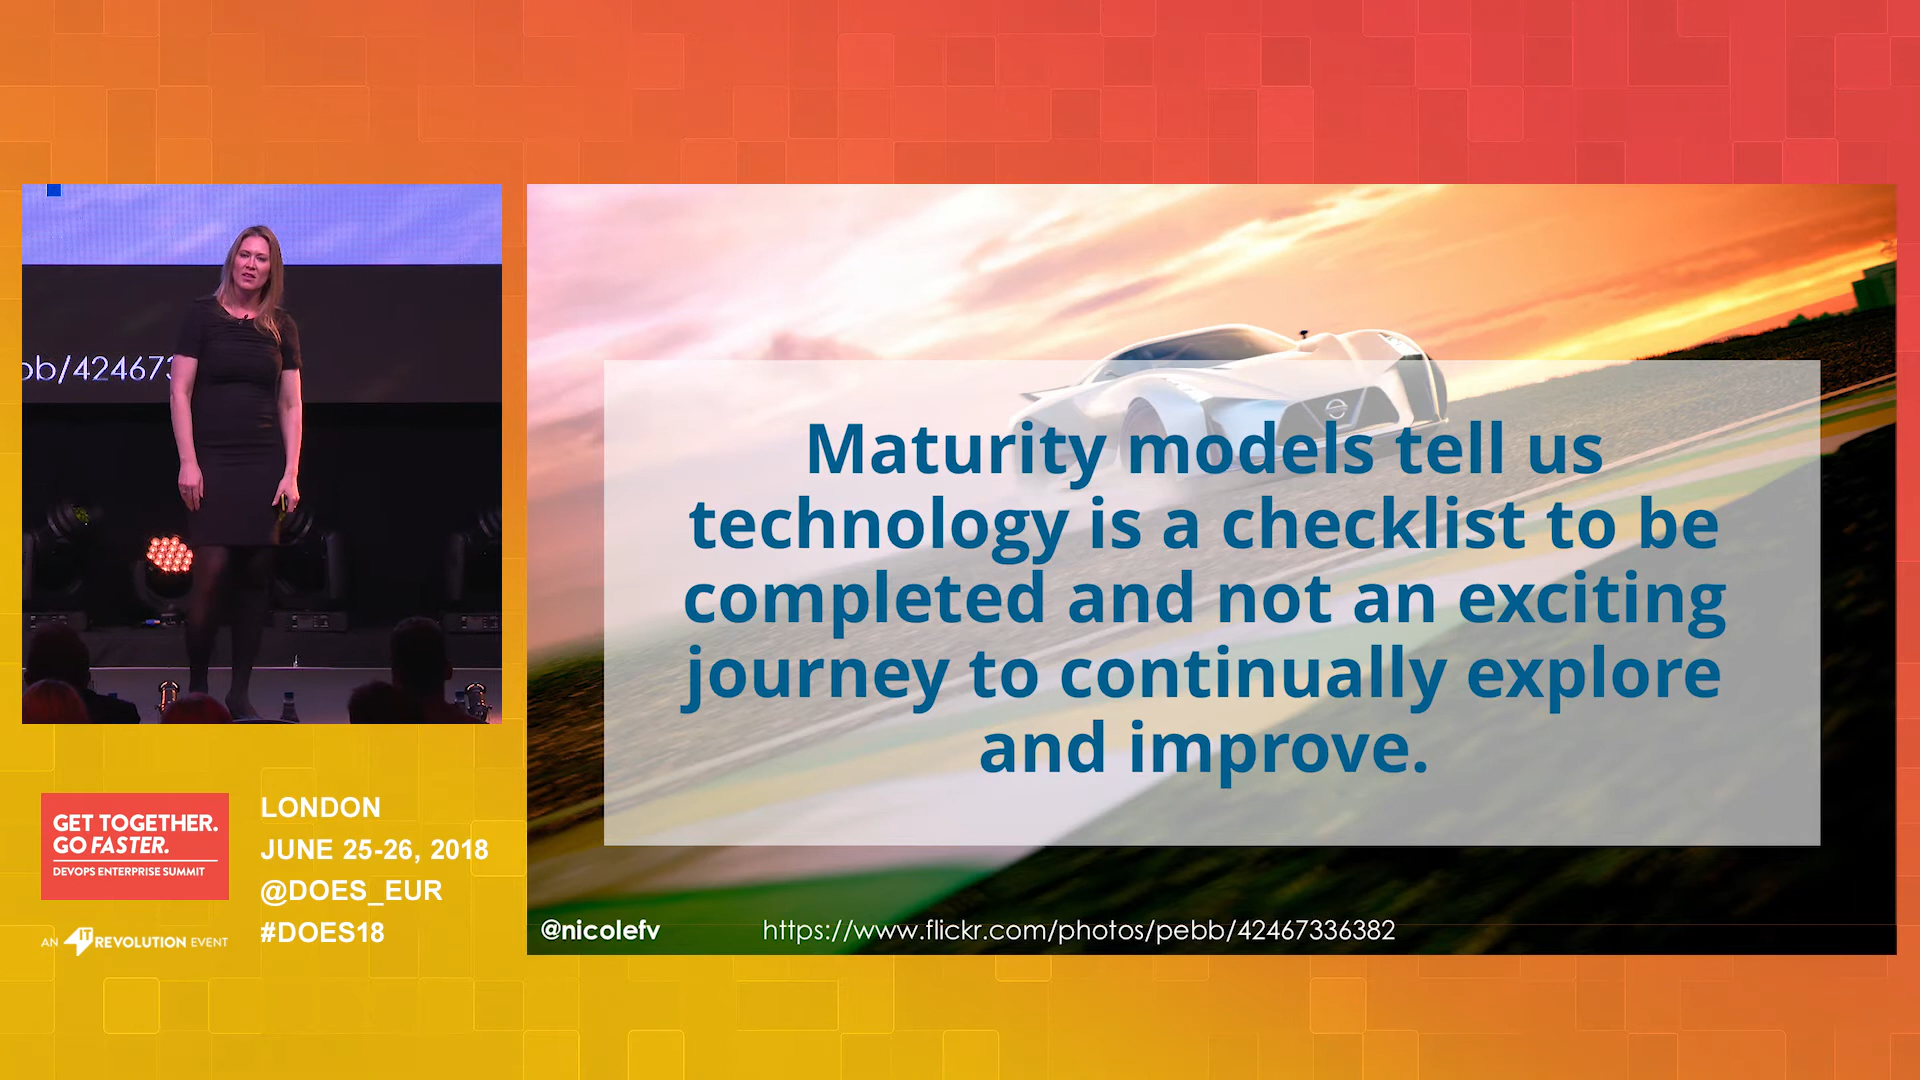 bb/42467
Maturity models tell us
technology is a checklist to be
completed and not an exciting
journey to continually explore
and improve.
@nicolefv
https://www.flickr.com/photos/pebb/42467336382
GET TOGETHER.
GO FASTER.
DEVOPS ENTERPRISE SUMMIT
AN IT REVOLUTION EVENT
LONDON
JUNE 25-26, 2018
@DOES_EUR
#DOES18